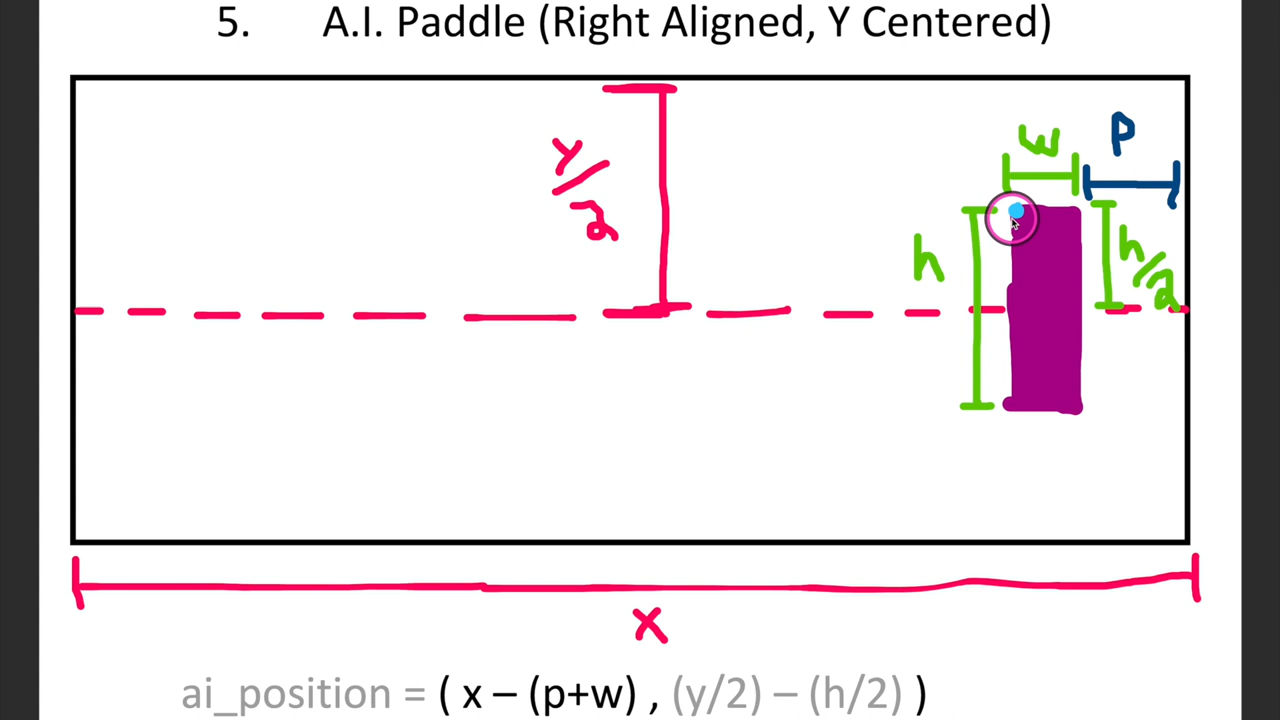 5. A.I. Paddle (Right Aligned, Y Centered)
y/2
w
P
h
h/2
x
ai_position = ( x – (p+w) , (y/2) – (h/2) )